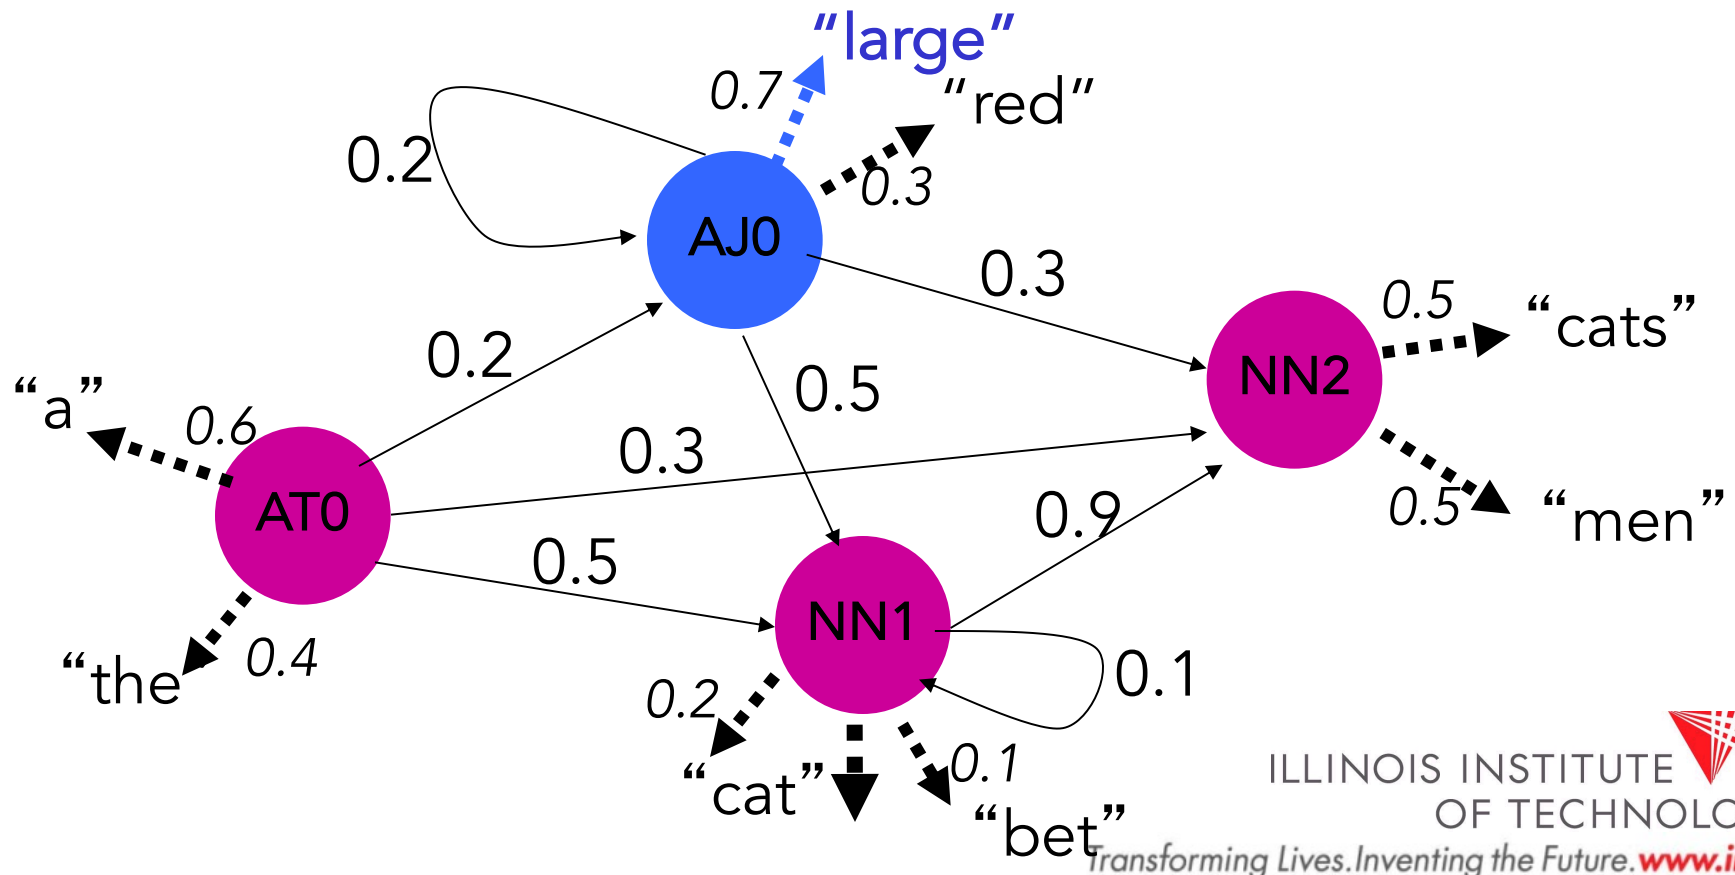 “large”
0.7
“red”
0.2
0.3
AJ0
0.3
0.5
“cats”
0.2
NN2
0.5
“a”
0.6
0.3
0.5
“men”
AT0
0.9
0.5
NN1
0.1
“the
0.4
0.2
“cat”
0.1
“bet”
ILLINOIS INSTITUTE
OF TECHNOLO
Transforming Lives.Inventing the Future.www.i